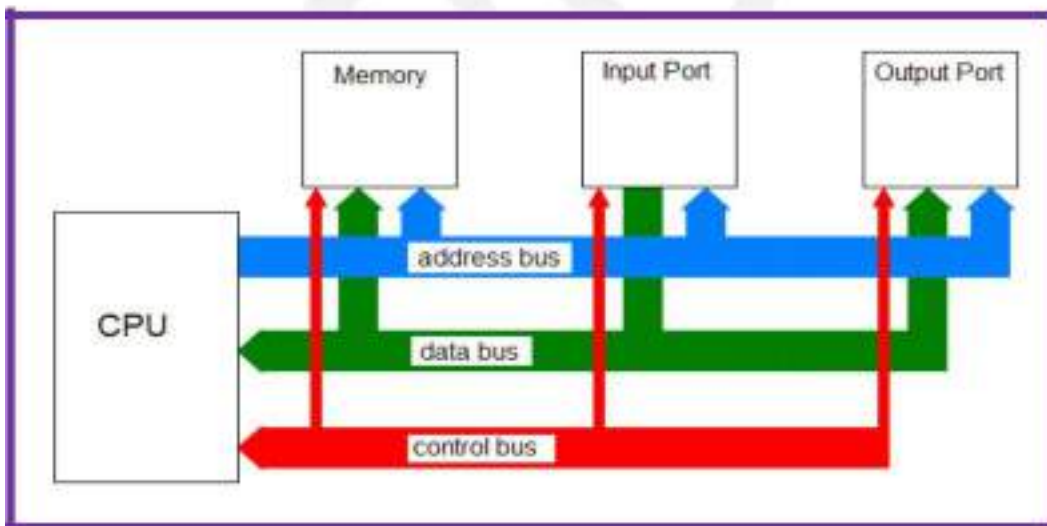 Memory
Input Port
Output Port
address bus
CPU
data bus
control bus